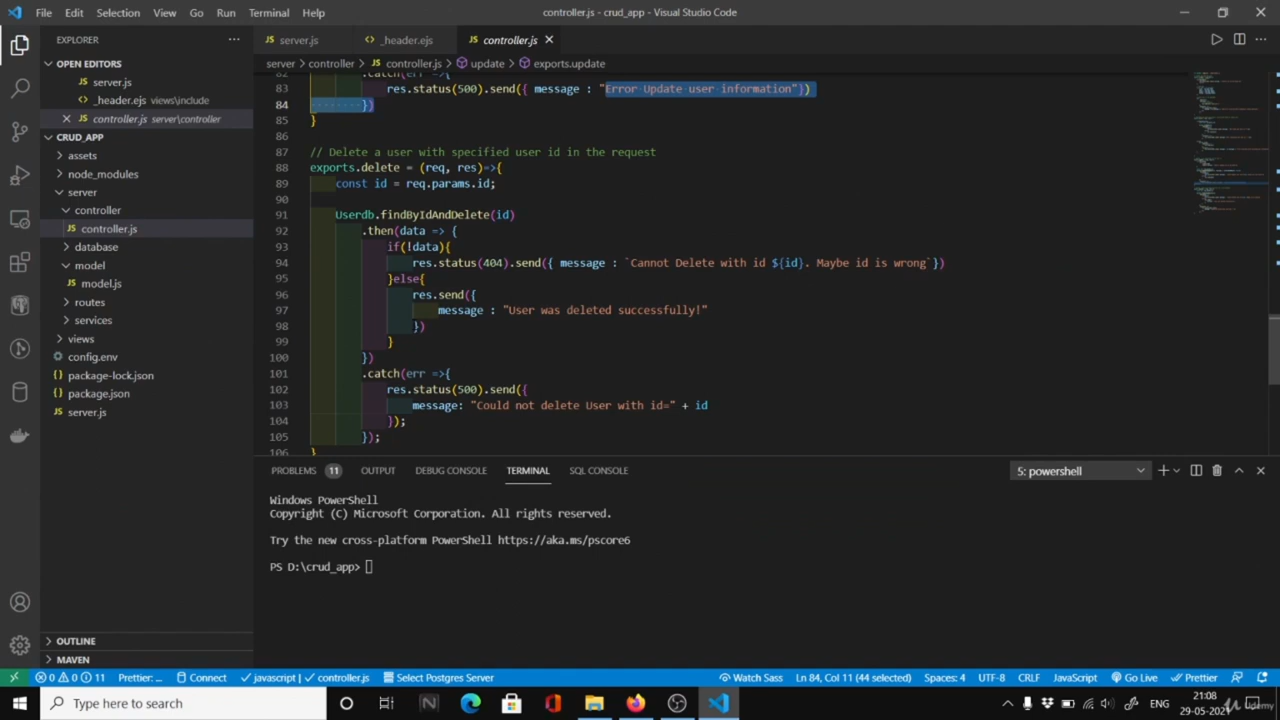 File Edit Selection View Go Run Terminal Help
controller.js - crud_app - Visual Studio Code
EXPLORER
OPEN EDITORS
server.js
_header.ejs views\include
controller.js server\controller
CRUD_APP
assets
node_modules
server
controller
controller.js
database
model
model.js
routes
services
views
config.env
package-lock.json
package.json
server.js
OUTLINE
MAVEN
server.js
_header.ejs
controller.js
server > controller > controller.js > update > exports.update
82 .catch(err =>{
83 res.status(500).send({ message : "Error Update user information"})
84 })
85 }
86
87 // Delete a user with specified user id in the request
88 exports.delete = (req, res)=>{
89 const id = req.params.id;
90
91 Userdb.findByIdAndDelete(id)
92 .then(data => {
93 if(!data){
94 res.status(404).send({ message : `Cannot Delete with id ${id}. Maybe id is wrong`})
95 }else{
96 res.send({
97 message : "User was deleted successfully!"
98 })
99 }
100 })
101 .catch(err =>{
102 res.status(500).send({
103 message: "Could not delete User with id=" + id
104 });
105 });
106 }
PROBLEMS 11 OUTPUT DEBUG CONSOLE TERMINAL SQL CONSOLE
5: powershell
Windows PowerShell
Copyright (C) Microsoft Corporation. All rights reserved.
Try the new cross-platform PowerShell https://aka.ms/pscore6
PS D:\crud_app>
0 0 11 Prettier: ... Connect javascript | controller.js Select Postgres Server
Watch Sass Ln 84, Col 11 (44 selected) Spaces: 4 UTF-8 CRLF JavaScript Go Live Prettier
Type here to search
ENG
21:08
29-05-2021
Udemy